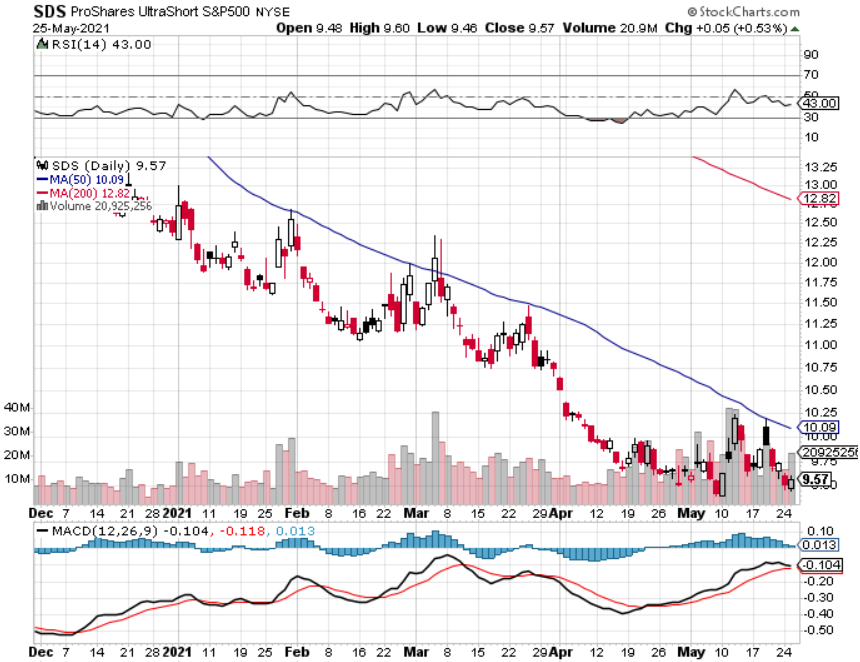 SDS ProShares UltraShort S&P500 NYSE © StockCharts.com
25-May-2021 Open 9.48 High 9.60 Low 9.46 Close 9.57 Volume 20.9M Chg +0.05 (+0.53%)
RSI(14) 43.00
90
70
50
43.00
30
10
SDS (Daily) 9.57
MA(50) 10.09
MA(200) 12.82
Volume 20,925,256
13.25
13.00
12.82
12.50
12.25
12.00
11.75
11.50
11.25
11.00
10.75
10.50
10.25
10.09
10.00
20925256
9.75
9.57
40M
30M
20M
10M
Dec 7 14 21 28 2021 11 19 25 Feb 8 16 22 Mar 8 15 22 29 Apr 12 19 26 May 10 17 24
MACD(12,26,9) -0.104, -0.118, 0.013
0.10
0.013
-0.104
-0.20
-0.30
-0.40
-0.50
Dec 7 14 21 28 2021 11 19 25 Feb 8 16 22 Mar 8 15 22 29 Apr 12 19 26 May 10 17 24